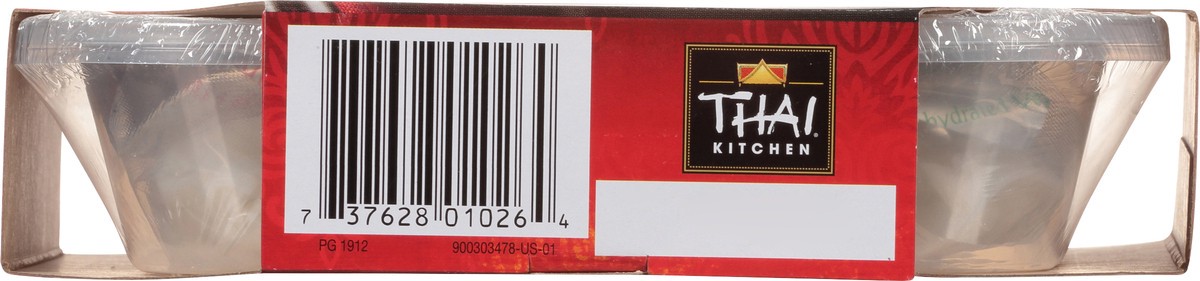 7 37628 01026 4
PG 1912
900303478-US-01
THAI
KITCHEN